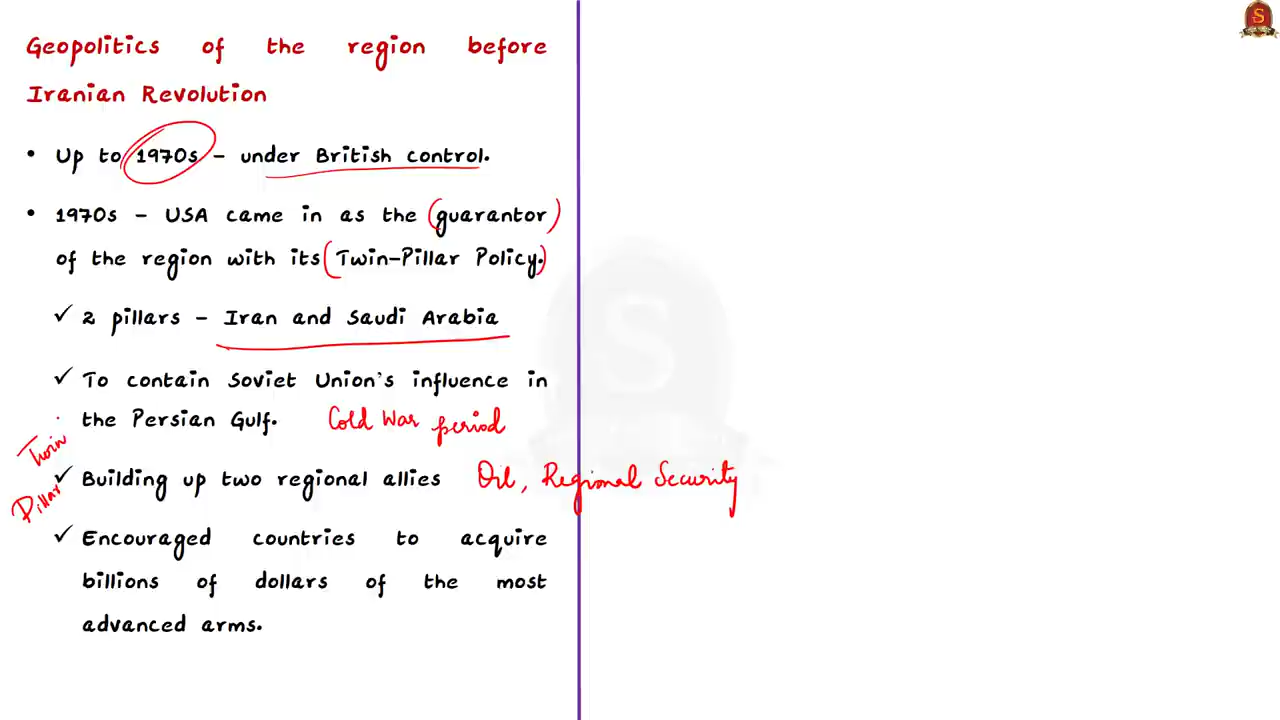 Geopolitics of the region before
Iranian Revolution
• Up to 1970s – under British control.
• 1970s – USA came in as the (guarantor)
of the region with its (Twin-Pillar Policy.)
✓ 2 pillars – Iran and Saudi Arabia
✓ To contain Soviet Union's influence in
the Persian Gulf. Cold War period
Twin
Pillar
✓ Building up two regional allies Oil, Regional Security
✓ Encouraged countries to acquire
billions of dollars of the most
advanced arms.
S
S